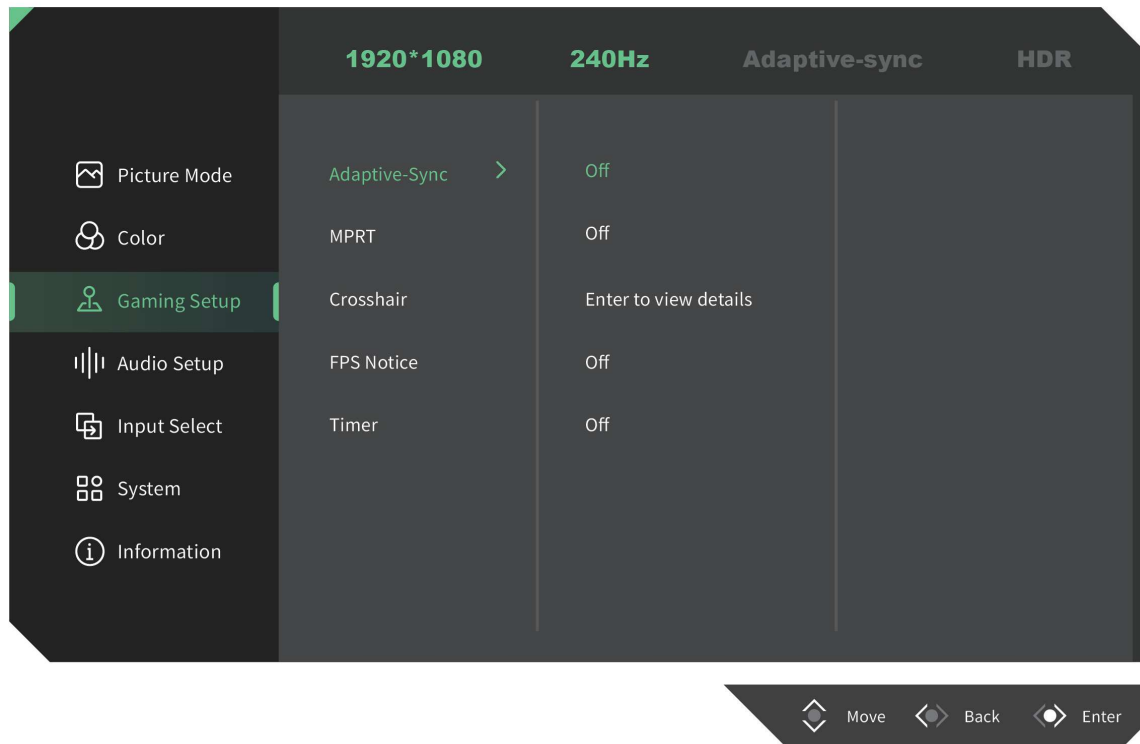 1920*1080 240Hz Adaptive-sync HDR
Picture Mode
Color
Gaming Setup
Audio Setup
Input Select
System
Information
Adaptive-Sync Off
MPRT Off
Crosshair Enter to view details
FPS Notice Off
Timer Off
Move Back Enter